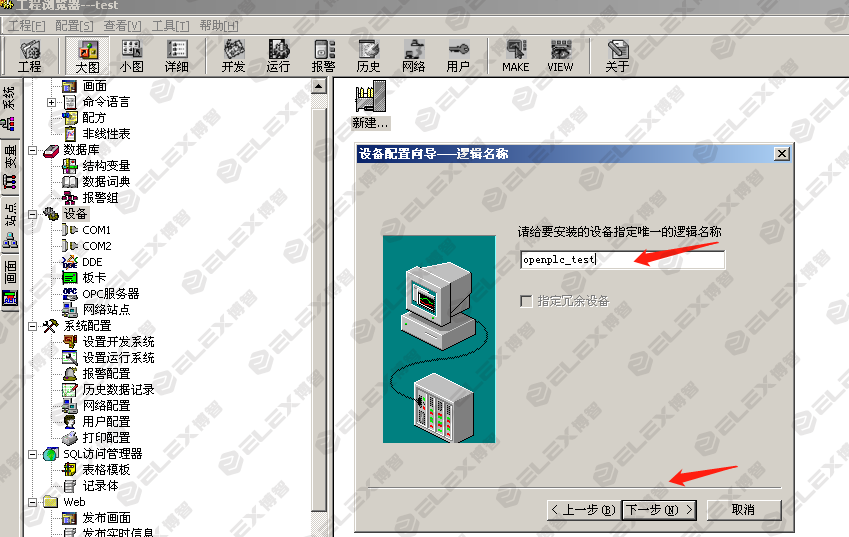 工程浏览器---test
工程[F] 配置[S] 查看[V] 工具[T] 帮助[H]
工程 大图 小图 详细 开发 运行 报警 历史 网络 用户 MAKE VIEW 关于
系统
变量
站点
画面
画面
命令语言
配方
非线性表
数据库
结构变量
数据词典
报警组
设备
COM1
COM2
DDE
板卡
OPC服务器
网络站点
系统配置
设置开发系统
设置运行系统
报警配置
历史数据记录
网络配置
用户配置
打印配置
SQL访问管理器
表格模板
记录体
Web
发布画面
发布实时信息
新建...
设备配置向导——逻辑名称
请给要安装的设备指定唯一的逻辑名称
openplc_test
指定冗余设备
< 上一步(B) 下一步(N) > 取消
ELEX博智